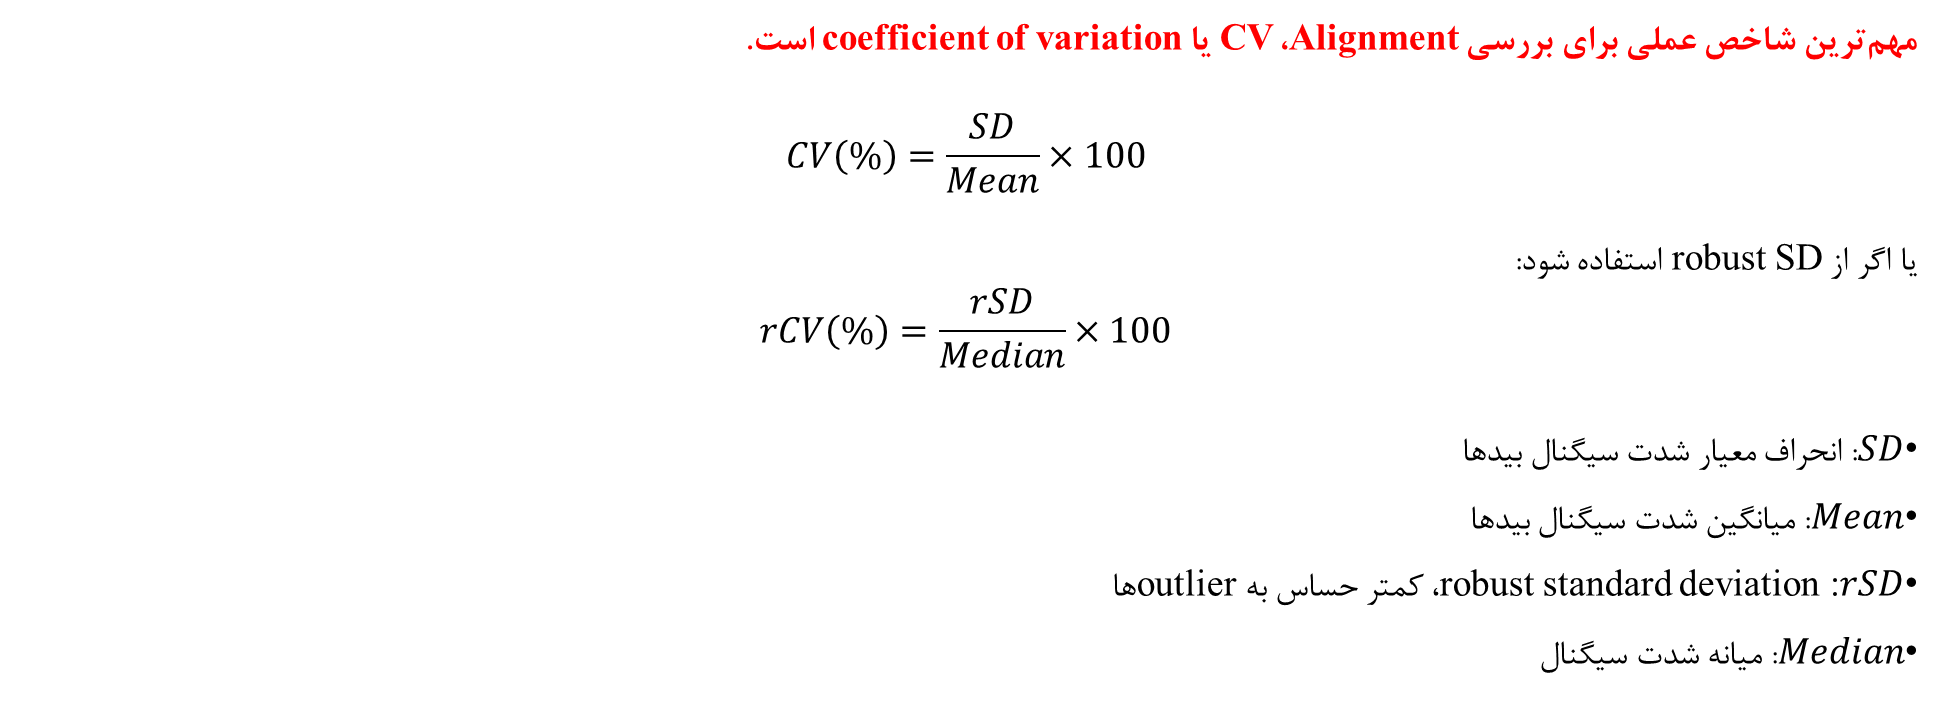 مهم‌ترین شاخص عملی برای بررسی Alignment، CV یا coefficient of variation است.
CV(%) = SD / Mean × 100
یا اگر از robust SD استفاده شود:
rCV(%) = rSD / Median × 100
•SD: انحراف معیار شدت سیگنال بیدها
•Mean: میانگین شدت سیگنال بیدها
•rSD: robust standard deviation، کمتر حساس به outlierها
•Median: میانه شدت سیگنال